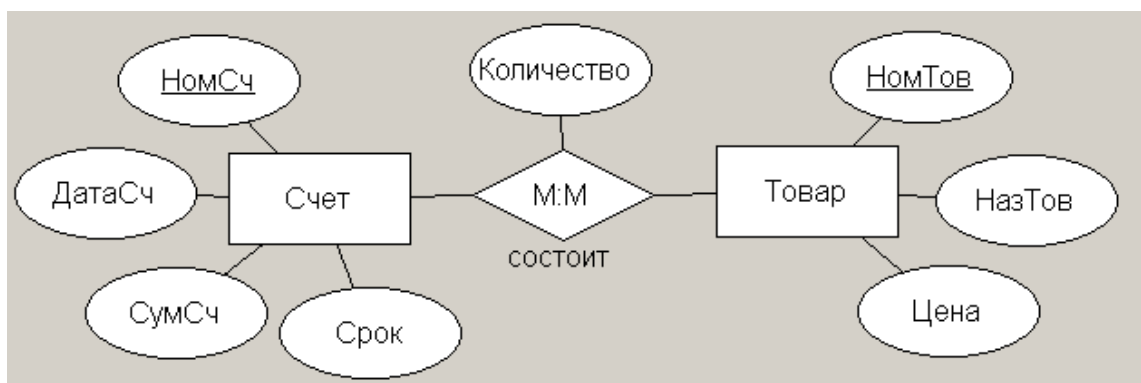 НомСч
Количество
НомТов
ДатаСч
Счет
М:М
Товар
НазТов
состоит
СумСч
Срок
Цена